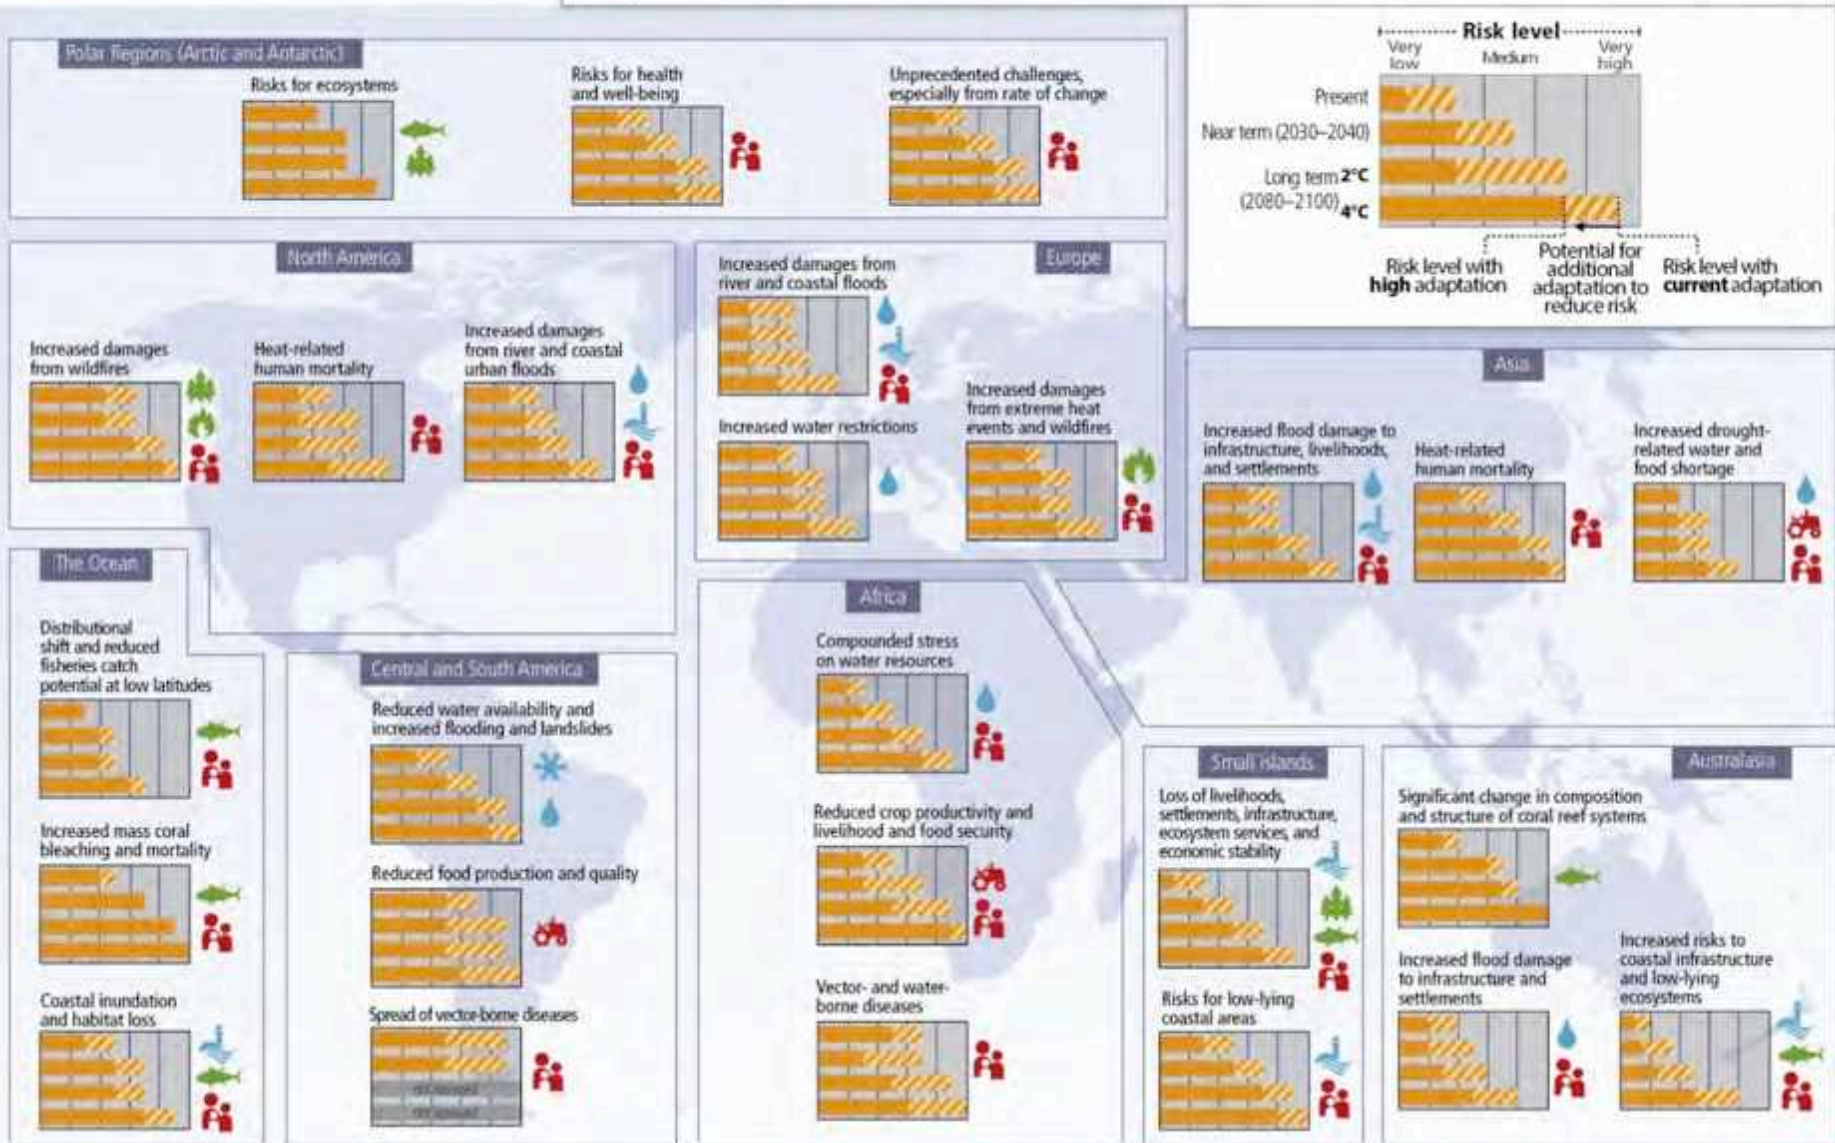 Polar Regions (Arctic and Antarctic)
Risks for ecosystems
Risks for health
and well-being
Unprecedented challenges,
especially from rate of change
Risk level
Very
low
Medium
Very
high
Present
Near term (2030–2040)
Long term 2°C
(2080–2100) 4°C
Risk level with
high adaptation
Potential for
additional
adaptation to
reduce risk
Risk level with
current adaptation
North America
Increased damages
from wildfires
Heat-related
human mortality
Increased damages
from river and coastal
urban floods
Europe
Increased damages from
river and coastal floods
Increased water restrictions
Increased damages
from extreme heat
events and wildfires
Asia
Increased flood damage to
infrastructure, livelihoods,
and settlements
Heat-related
human mortality
Increased drought-
related water and
food shortage
The Ocean
Distributional
shift and reduced
fisheries catch
potential at low latitudes
Increased mass coral
bleaching and mortality
Coastal inundation
and habitat loss
Central and South America
Reduced water availability and
increased flooding and landslides
Reduced food production and quality
Spread of vector-borne diseases
not assessed
not assessed
Africa
Compounded stress
on water resources
Reduced crop productivity and
livelihood and food security
Vector- and water-
borne diseases
Small islands
Loss of livelihoods,
settlements, infrastructure,
ecosystem services, and
economic stability
Risks for low-lying
coastal areas
Australasia
Significant change in composition
and structure of coral reef systems
Increased flood damage
to infrastructure and
settlements
Increased risks to
coastal infrastructure
and low-lying
ecosystems